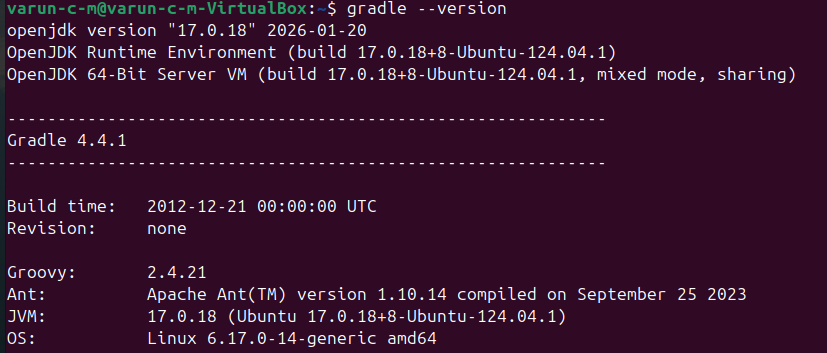 varun-c-m@varun-c-m-VirtualBox:~$ gradle --version
openjdk version "17.0.18" 2026-01-20
OpenJDK Runtime Environment (build 17.0.18+8-Ubuntu-124.04.1)
OpenJDK 64-Bit Server VM (build 17.0.18+8-Ubuntu-124.04.1, mixed mode, sharing)
------------------------------------------------------------
Gradle 4.4.1
------------------------------------------------------------
Build time:   2012-12-21 00:00:00 UTC
Revision:     none
Groovy:       2.4.21
Ant:          Apache Ant(TM) version 1.10.14 compiled on September 25 2023
JVM:          17.0.18 (Ubuntu 17.0.18+8-Ubuntu-124.04.1)
OS:           Linux 6.17.0-14-generic amd64